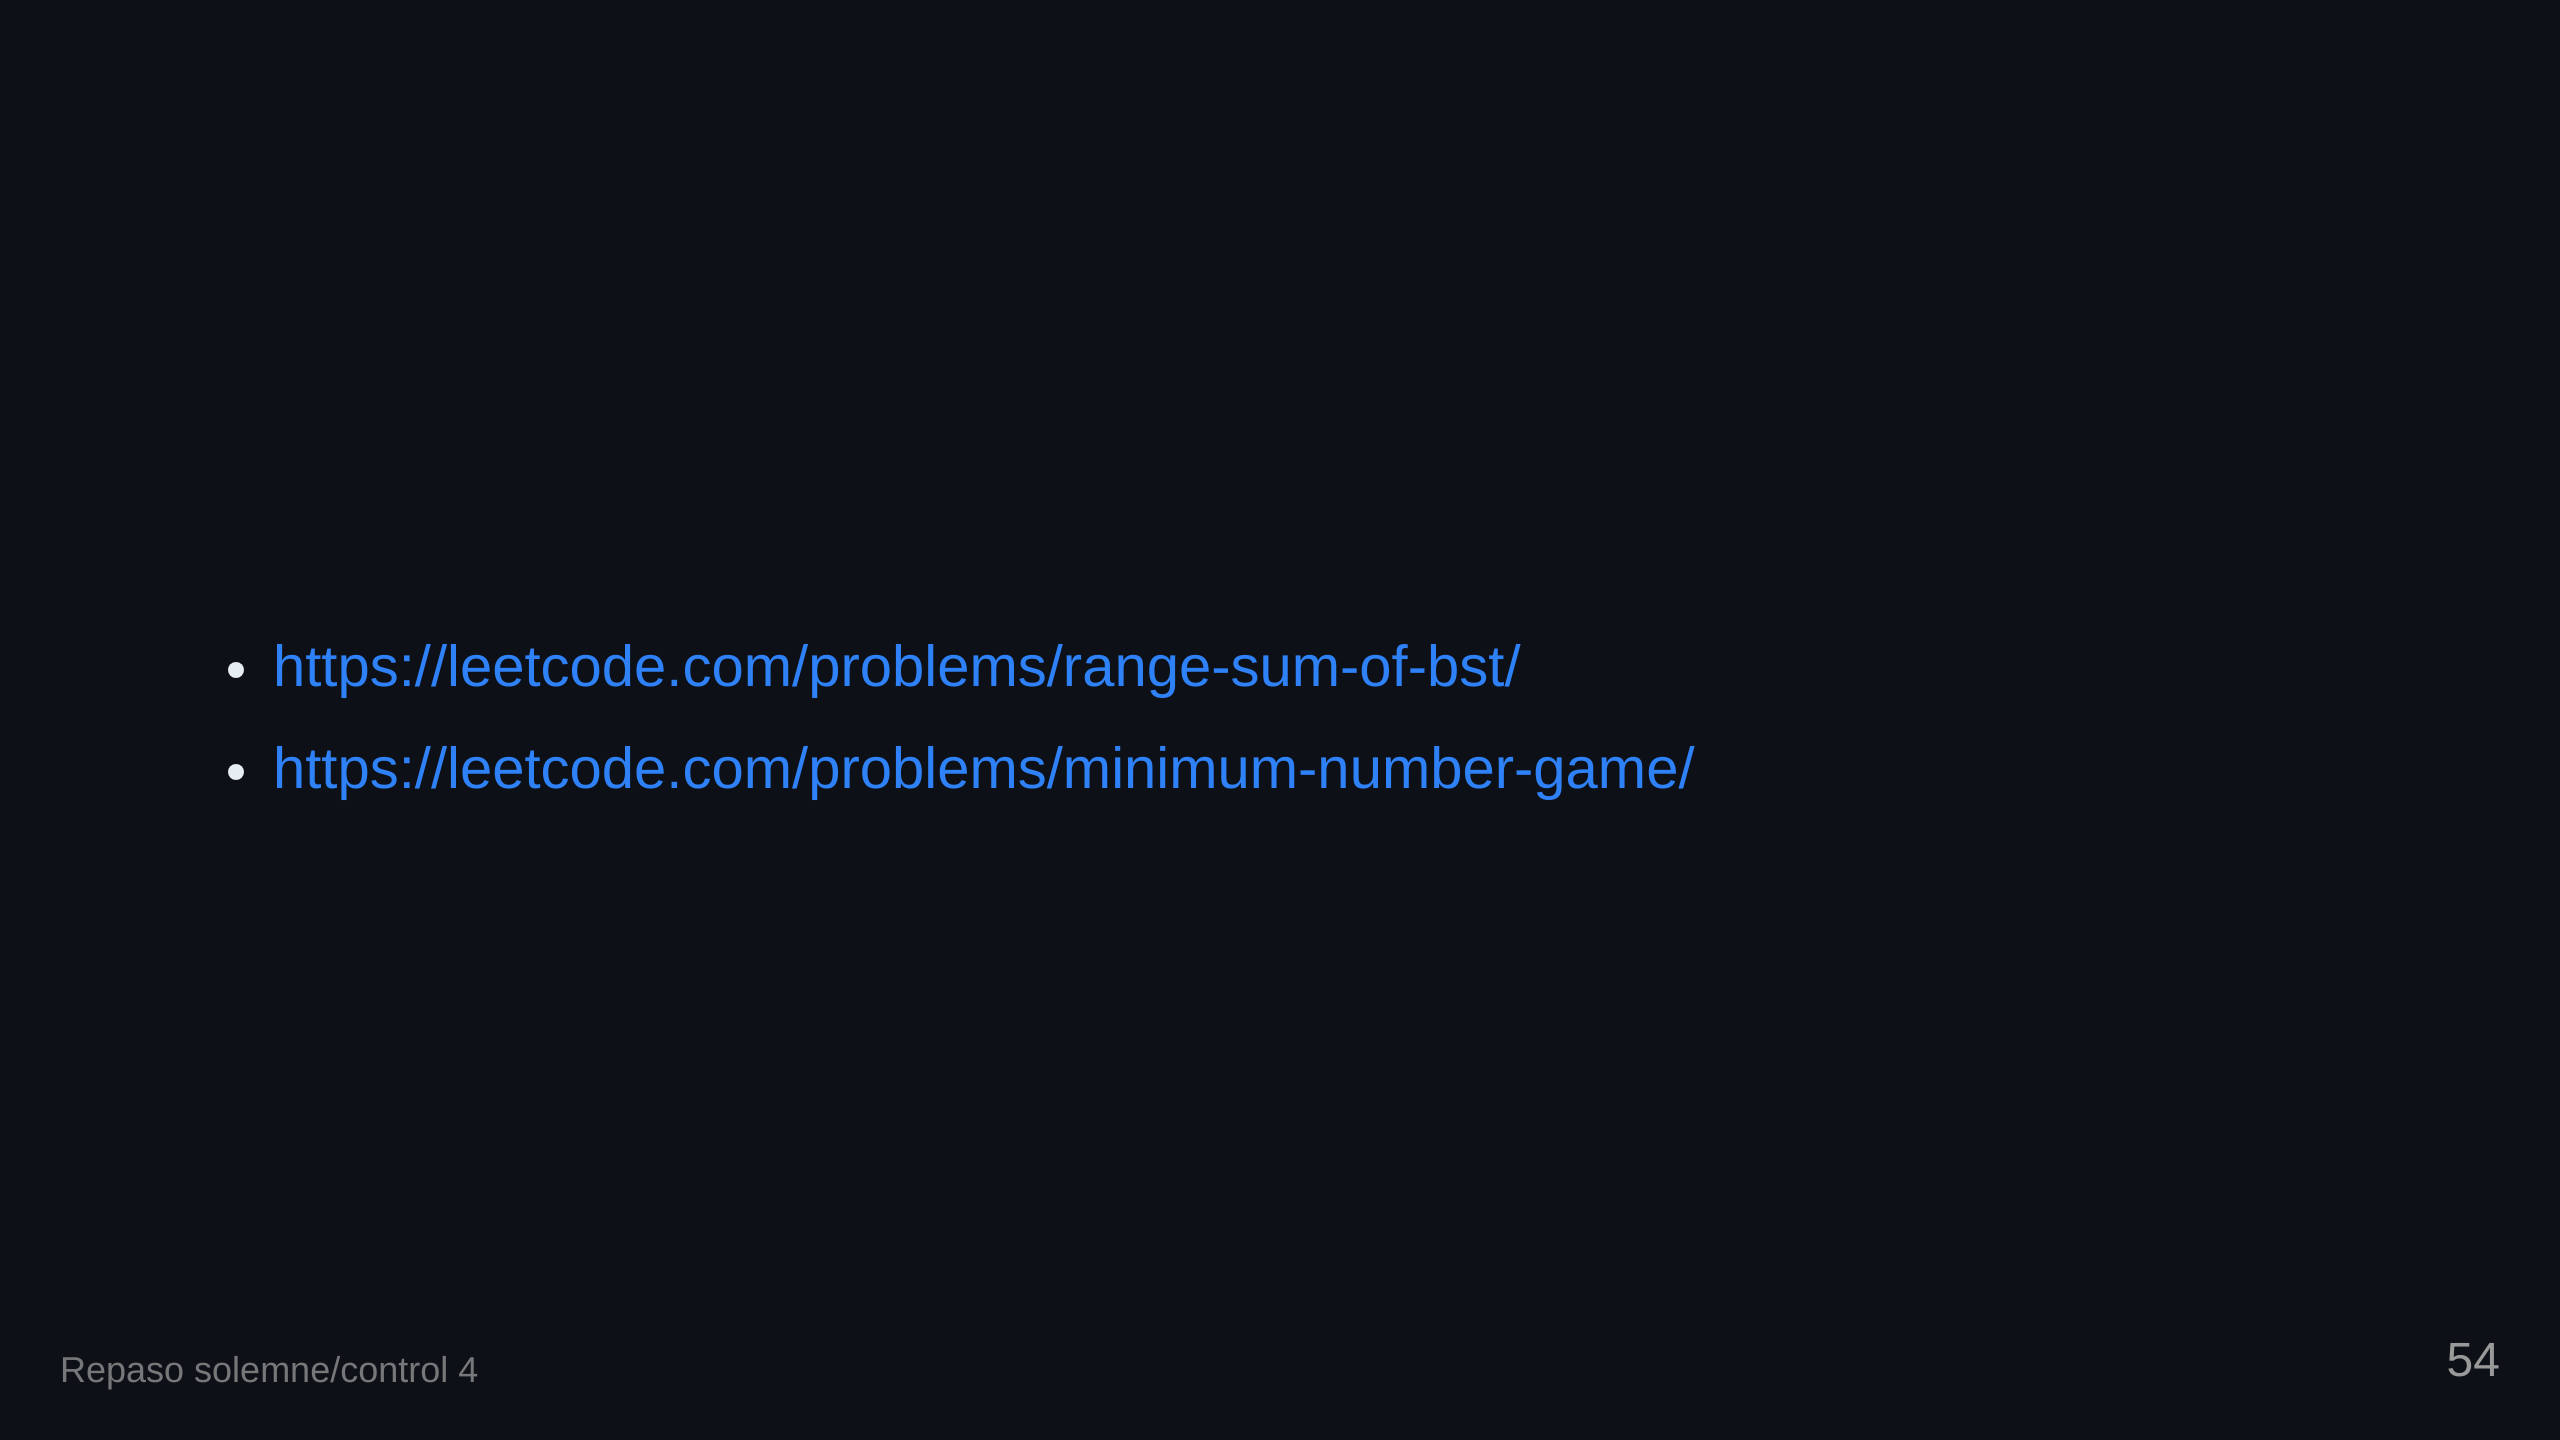 • https://leetcode.com/problems/range-sum-of-bst/
• https://leetcode.com/problems/minimum-number-game/
Repaso solemne/control 4
54